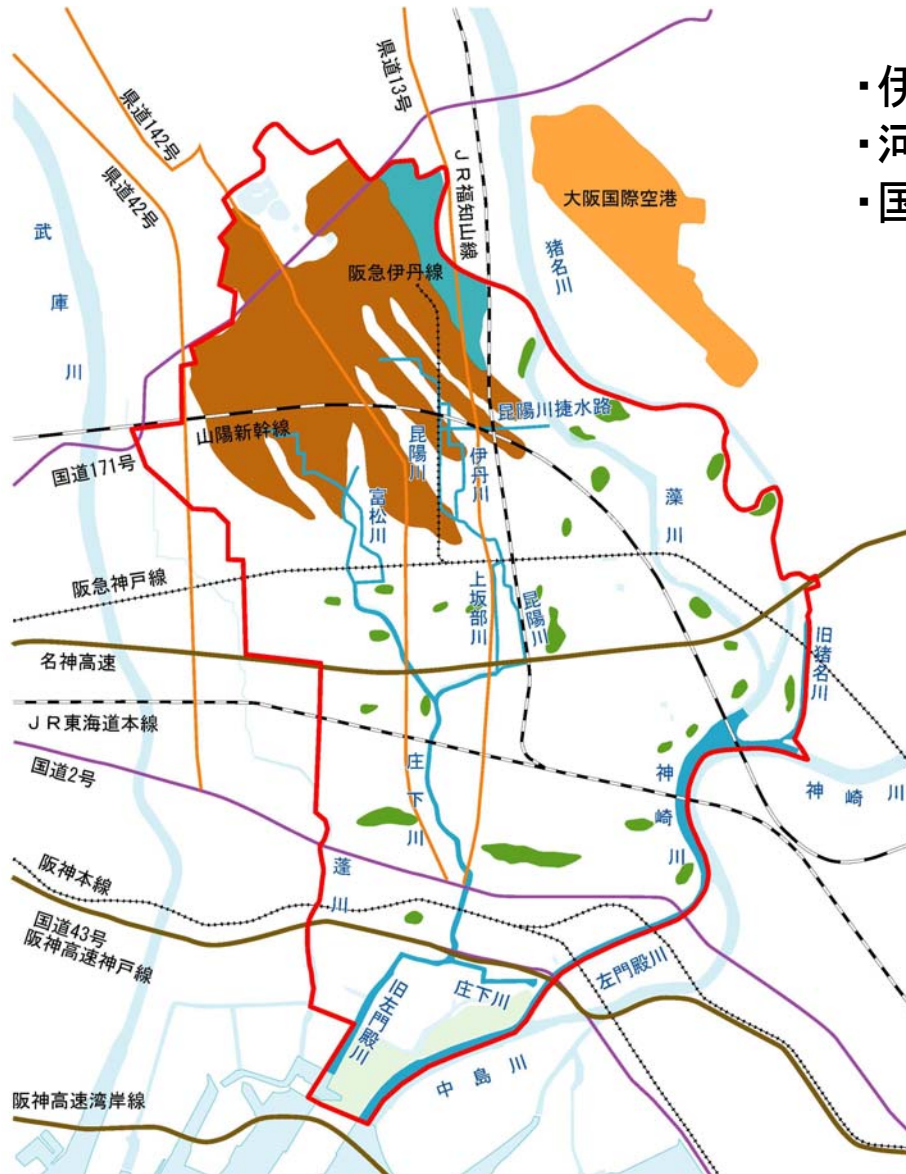 ・伊
・河
・国
県道13号
県道142号
県道42号
JR福知山線
大阪国際空港
武庫川
猪名川
阪急伊丹線
昆陽川捷水路
山陽新幹線
昆陽川
伊丹川
国道171号
富松川
藻川
阪急神戸線
上坂部川
昆陽川
旧猪名川
名神高速
JR東海道本線
庄下川
神崎川
神崎川
国道2号
蓬川
阪神本線
国道43号
阪神高速神戸線
左門殿川
庄下川
旧左門殿川
中島川
阪神高速湾岸線